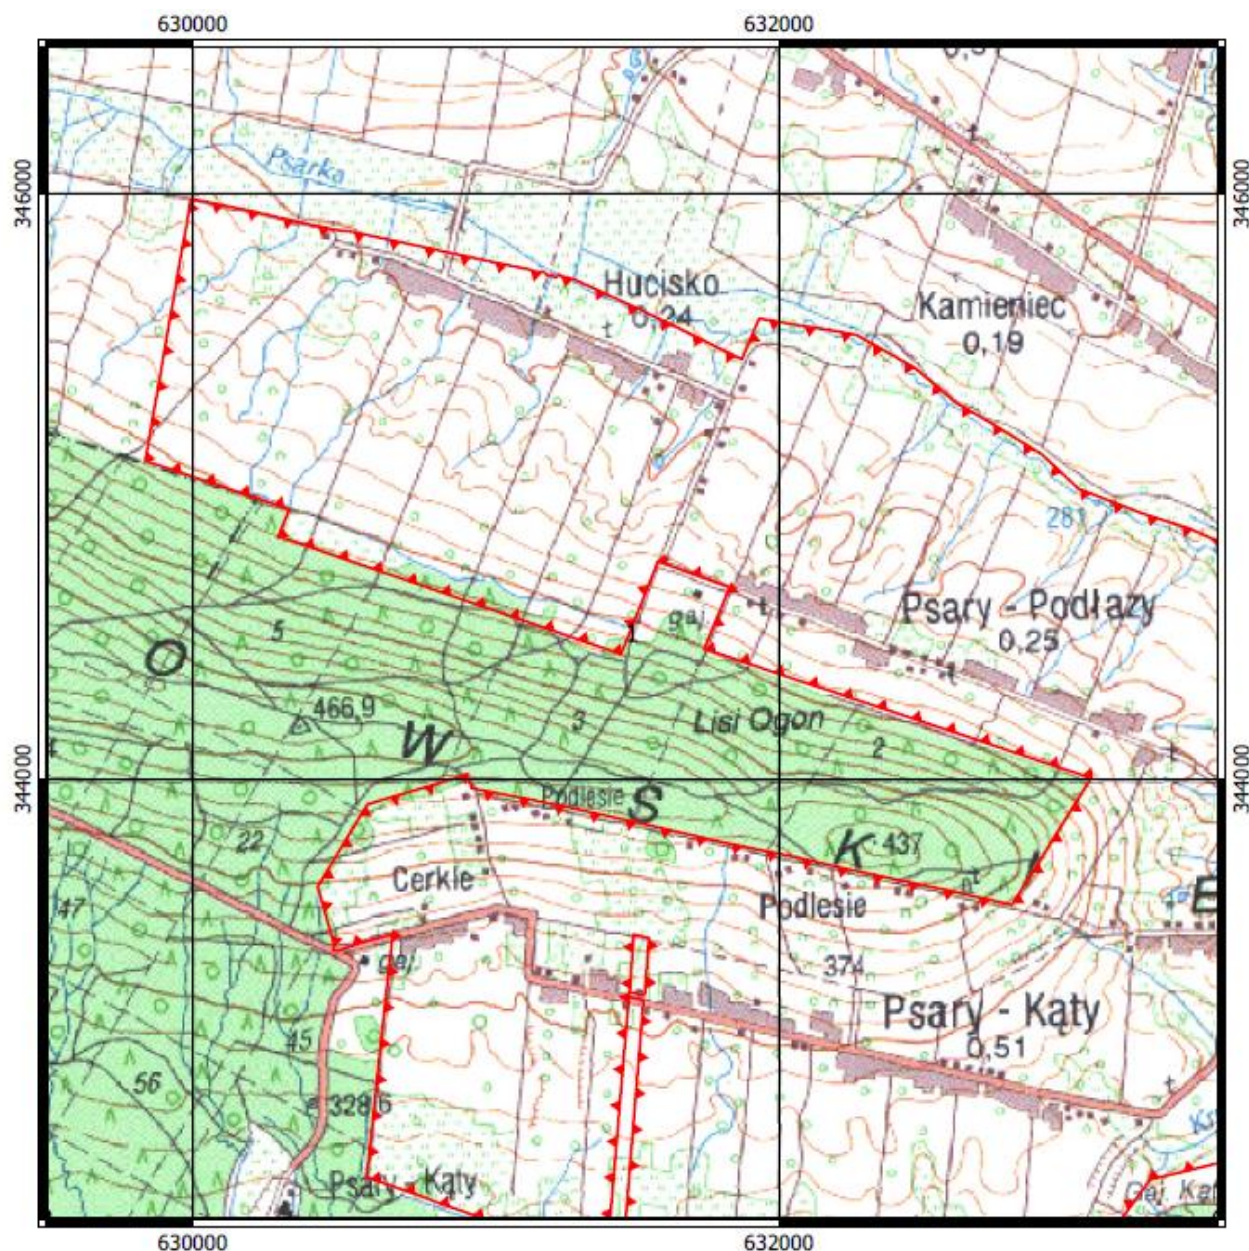 630000 632000
346000 346000
Psarka
Hucisko
0,24
Kamieniec
0,19
281
Psary - Podłazy
0,25
gaj.
1
5
O
466,9
3
Lisi Ogon
2
W
4
344000 344000
Podlesie
S
K
437
22
Cerkle
Podlesie
47
gaj.
374
Psary - Kąty
0,51
45
56
328,6
Psary - Kąty
630000 632000